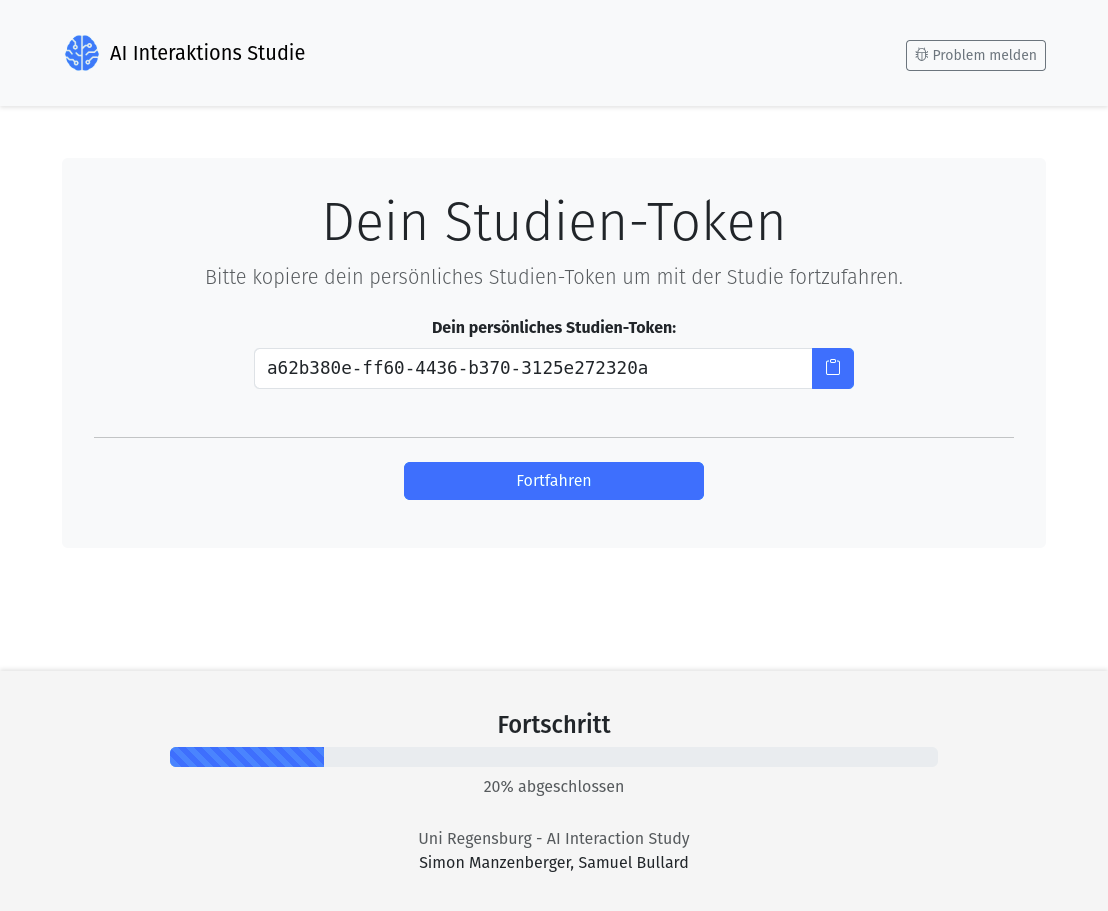 AI Interaktions Studie
Problem melden
Dein Studien-Token
Bitte kopiere dein persönliches Studien-Token um mit der Studie fortzufahren.
Dein persönliches Studien-Token:
a62b380e-ff60-4436-b370-3125e272320a
Fortfahren
Fortschritt
20% abgeschlossen
Uni Regensburg - AI Interaction Study
Simon Manzenberger, Samuel Bullard